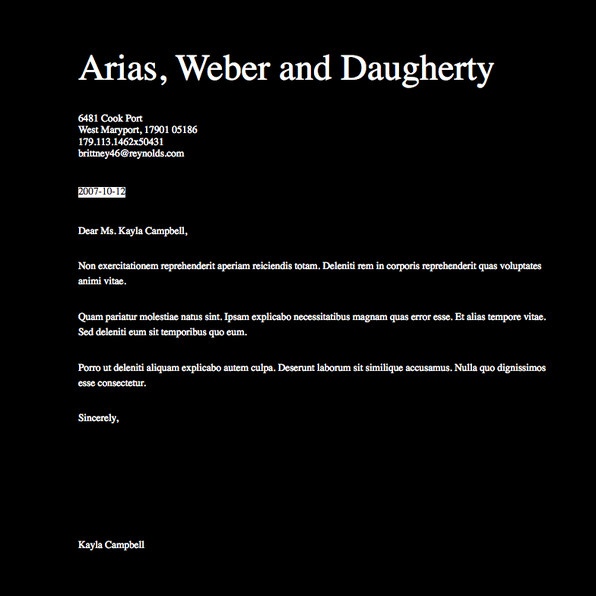 Arias, Weber and Daugherty
6481 Cook Port
West Maryport, 17901 05186
179.113.1462x50431
brittney46@reynolds.com
2007-10-12
Dear Ms. Kayla Campbell,
Non exercitationem reprehenderit aperiam reiciendis totam. Deleniti rem in corporis reprehenderit quas voluptates
animi vitae.
Quam pariatur molestiae natus sint. Ipsam explicabo necessitatibus magnam quas error esse. Et alias tempore vitae.
Sed deleniti eum sit temporibus quo eum.
Porro ut deleniti aliquam explicabo autem culpa. Deserunt laborum sit similique accusamus. Nulla quo dignissimos
esse consectetur.
Sincerely,
Kayla Campbell